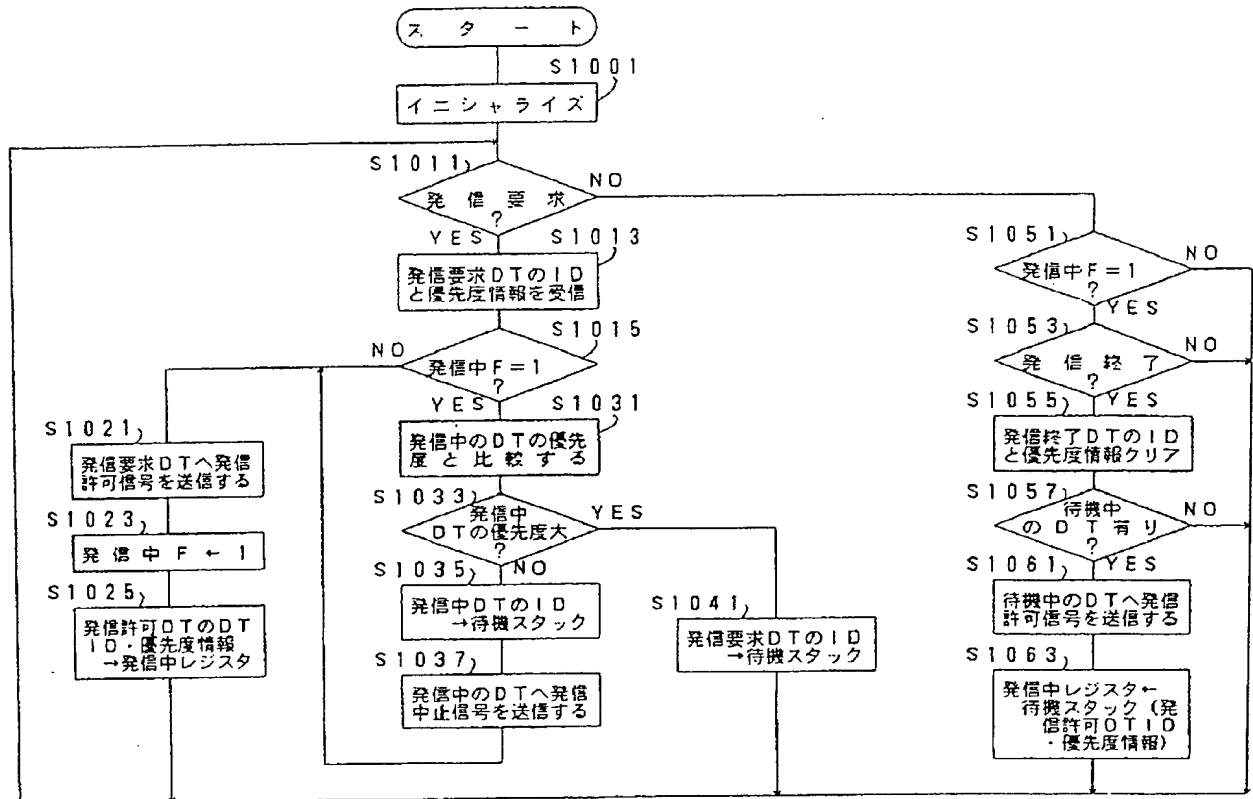 スタート
S1001
イニシャライズ
S1011
発信要求
?
NO
YES
S1013
発信要求DTのID
と優先度情報を受信
S1015
発信中F=1
?
NO
YES
S1021
発信要求DTへ発信
許可信号を送信する
S1023
発信中F←1
S1025
発信許可DTのDT
ID・優先度情報
→発信中レジスタ
S1031
発信中のDTの優先
度と比較する
S1033
発信中
DTの優先度大
?
YES
NO
S1035
発信中DTのID
→待機スタック
S1037
発信中のDTへ発信
中止信号を送信する
S1041
発信要求DTのID
→待機スタック
S1051
発信中F=1
?
NO
YES
S1053
発信終了
?
NO
YES
S1055
発信終了DTのID
と優先度情報クリア
S1057
待機中
のDT有り
?
NO
YES
S1061
待機中のDTへ発信
許可信号を送信する
S1063
発信中レジスタ←
待機スタック(発
信許可DTID
・優先度情報)